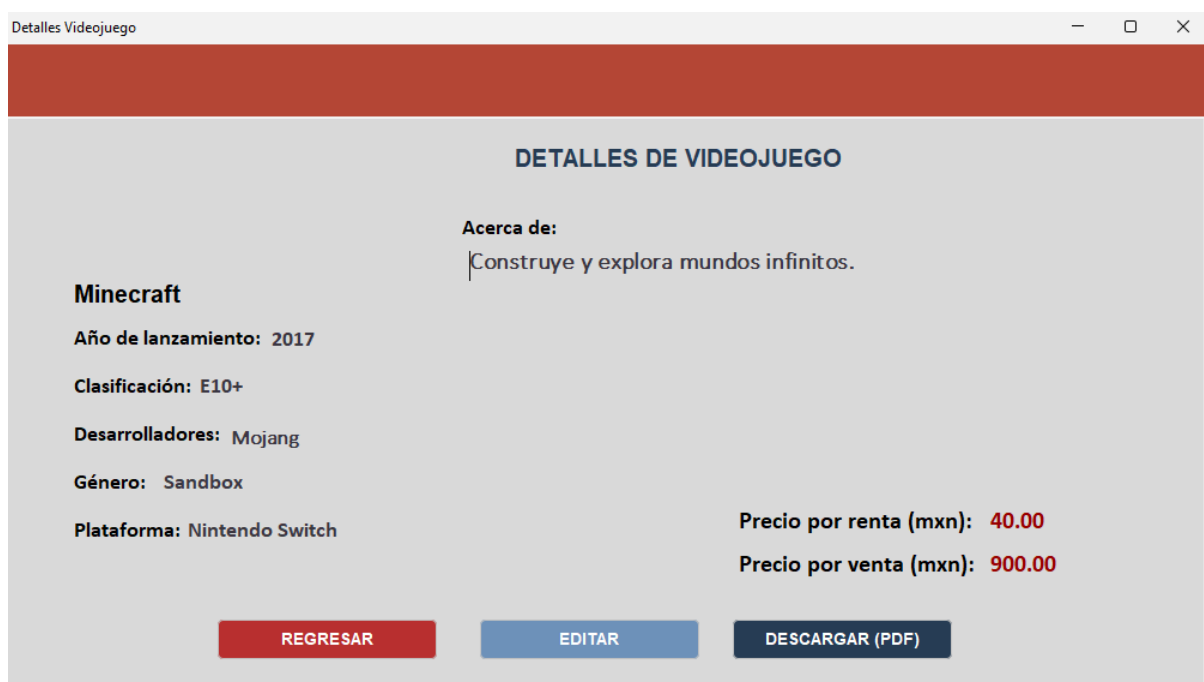 Detalles Videojuego
DETALLES DE VIDEOJUEGO
Acerca de:
Construye y explora mundos infinitos.
Minecraft
Año de lanzamiento: 2017
Clasificación: E10+
Desarrolladores: Mojang
Género: Sandbox
Plataforma: Nintendo Switch
Precio por renta (mxn): 40.00
Precio por venta (mxn): 900.00
REGRESAR
EDITAR
DESCARGAR (PDF)